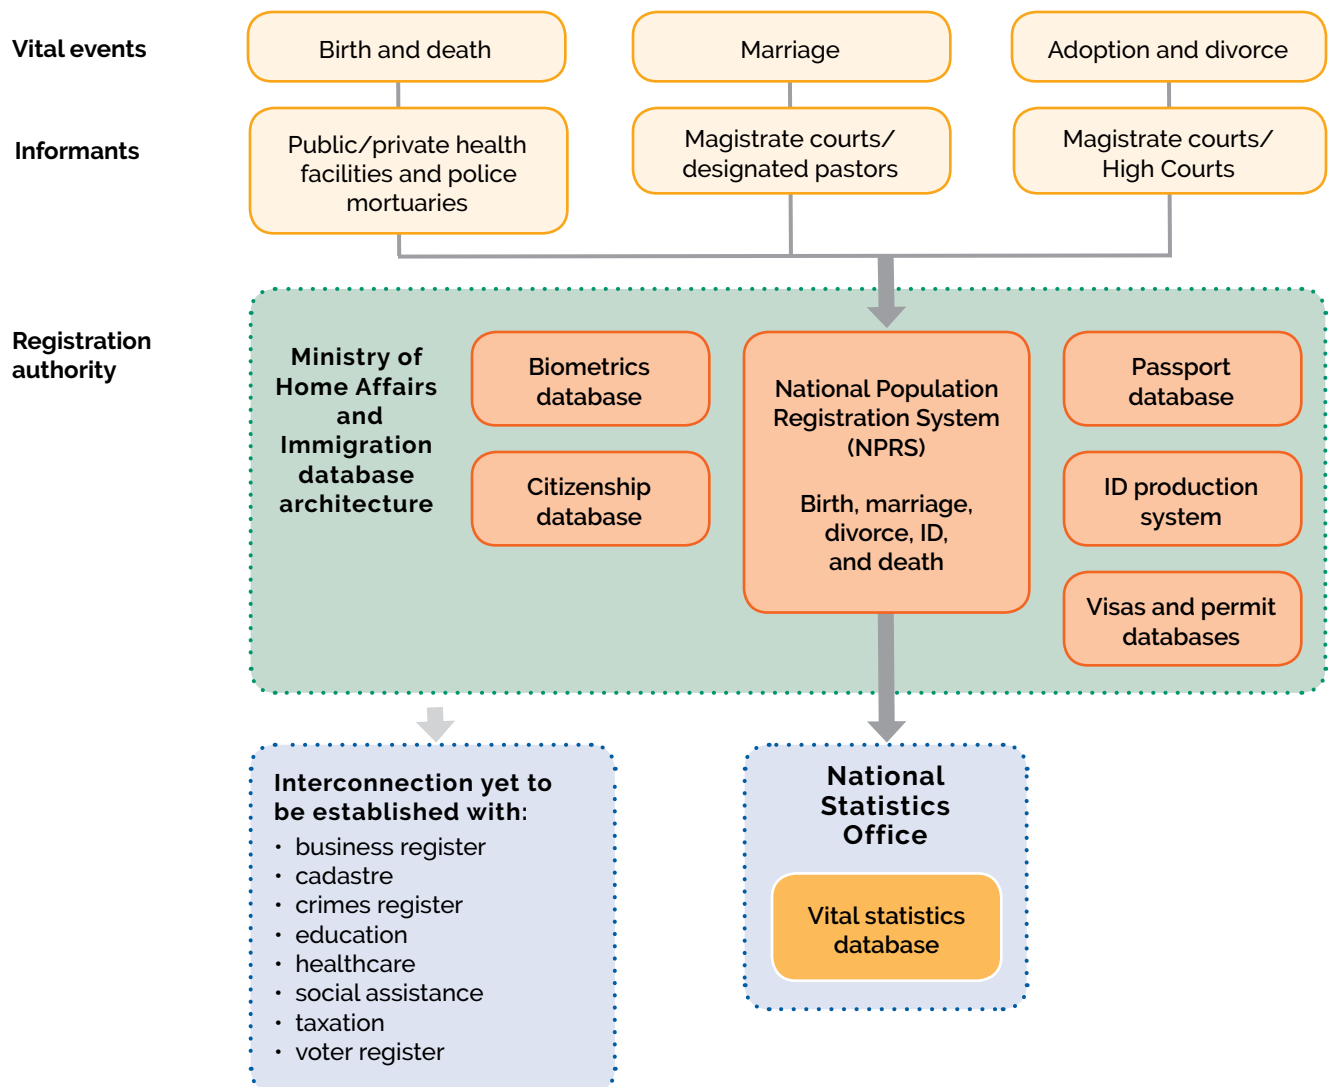 Vital events
Birth and death
Marriage
Adoption and divorce
Informants
Public/private health
facilities and police
mortuaries
Magistrate courts/
designated pastors
Magistrate courts/
High Courts
Registration
authority
Ministry of
Home Affairs
and
Immigration
database
architecture
Biometrics
database
Citizenship
database
National Population
Registration System
(NPRS)
Birth, marriage,
divorce, ID,
and death
Passport
database
ID production
system
Visas and permit
databases
Interconnection yet to
be established with:
• business register
• cadastre
• crimes register
• education
• healthcare
• social assistance
• taxation
• voter register
National
Statistics
Office
Vital statistics
database